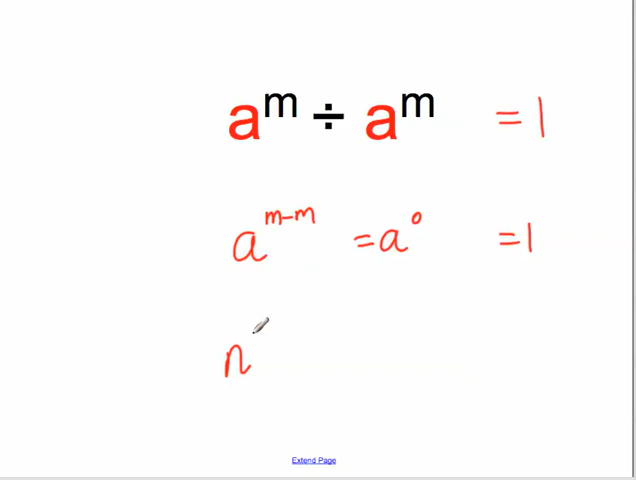 aᵐ ÷ aᵐ = 1
aᵐ⁻ᵐ = a⁰ = 1
n
Extend Page